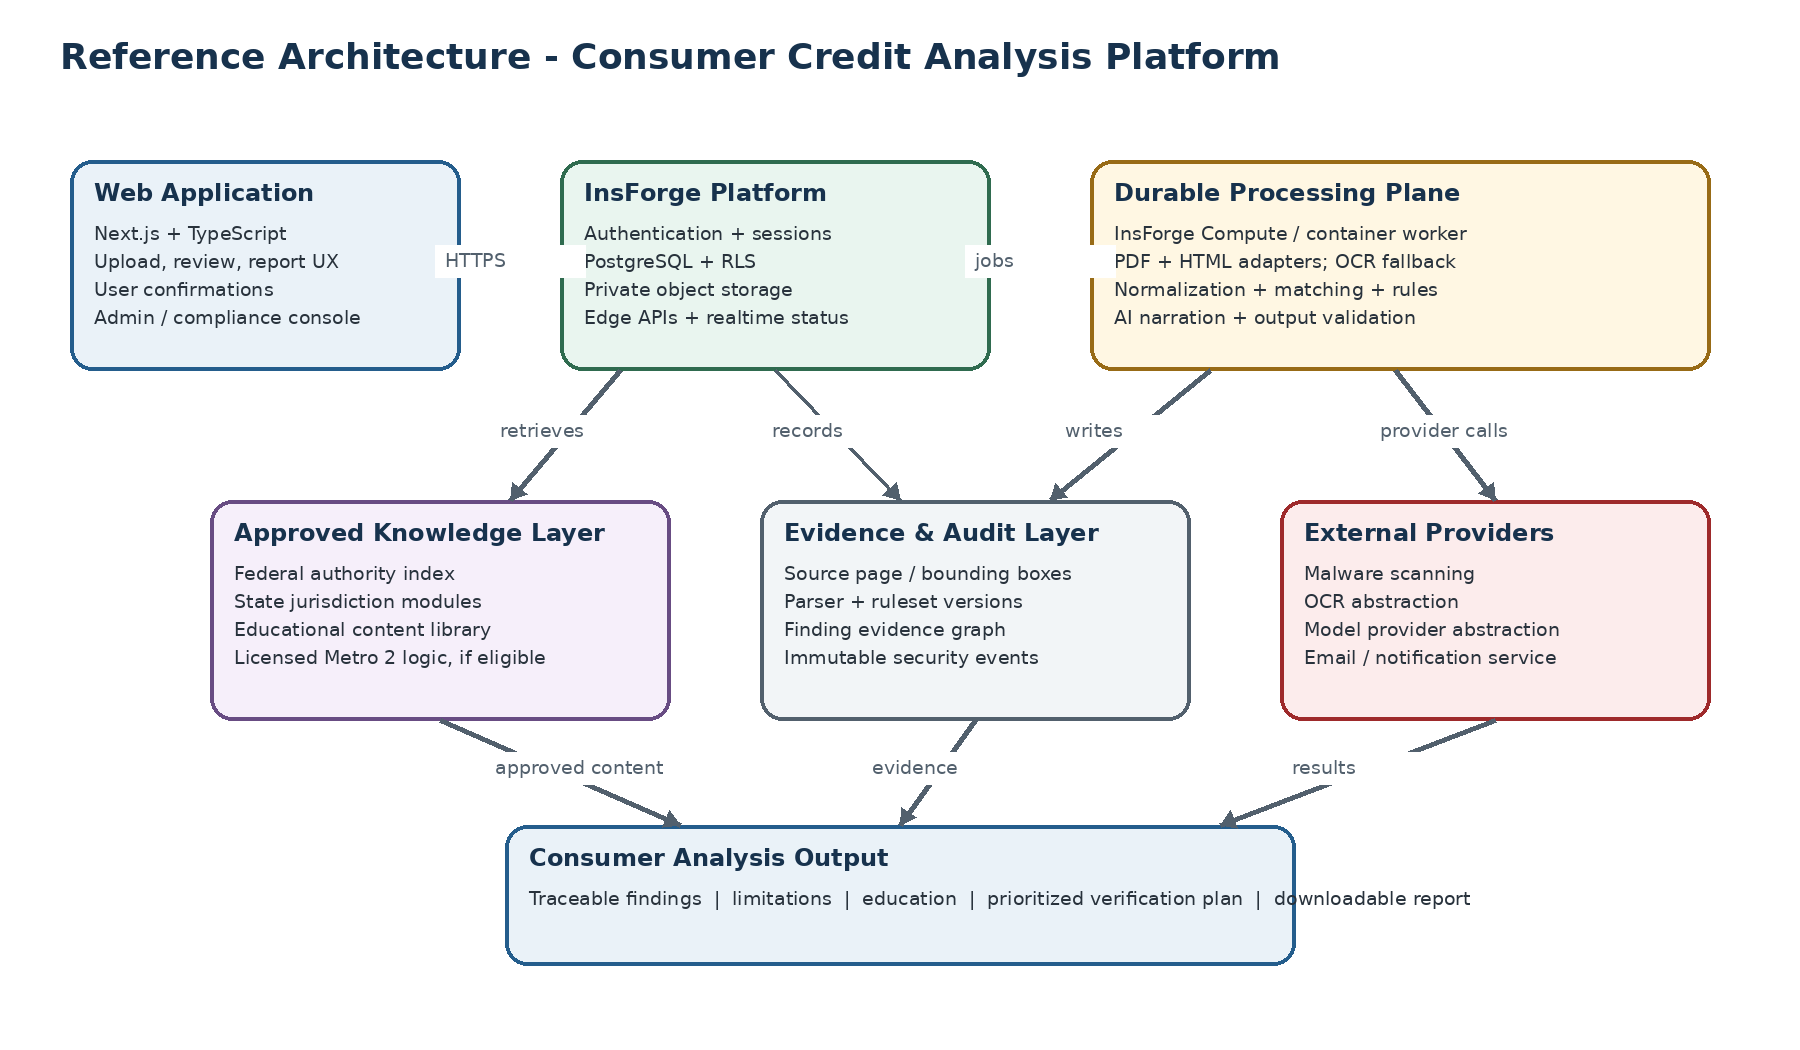 Reference Architecture - Consumer Credit Analysis Platform
Web Application
Next.js + TypeScript
Upload, review, report UX
User confirmations
Admin / compliance console
HTTPS
InsForge Platform
Authentication + sessions
PostgreSQL + RLS
Private object storage
Edge APIs + realtime status
jobs
Durable Processing Plane
InsForge Compute / container worker
PDF + HTML adapters; OCR fallback
Normalization + matching + rules
AI narration + output validation
retrieves
records
writes
provider calls
Approved Knowledge Layer
Federal authority index
State jurisdiction modules
Educational content library
Licensed Metro 2 logic, if eligible
Evidence & Audit Layer
Source page / bounding boxes
Parser + ruleset versions
Finding evidence graph
Immutable security events
External Providers
Malware scanning
OCR abstraction
Model provider abstraction
Email / notification service
approved content
evidence
results
Consumer Analysis Output
Traceable findings | limitations | education | prioritized verification plan | downloadable report